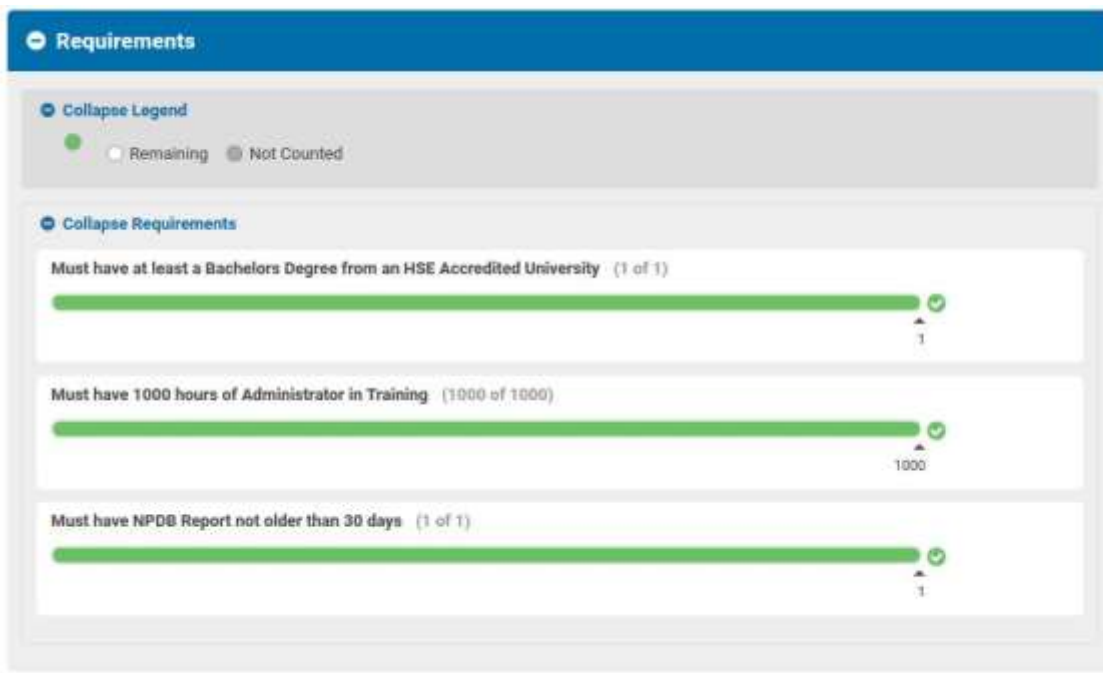 Requirements
Collapse Legend
Remaining Not Counted
Collapse Requirements
Must have at least a Bachelors Degree from an HSE Accredited University (1 of 1)
1
Must have 1000 hours of Administrator in Training (1000 of 1000)
1000
Must have NPDB Report not older than 30 days (1 of 1)
1